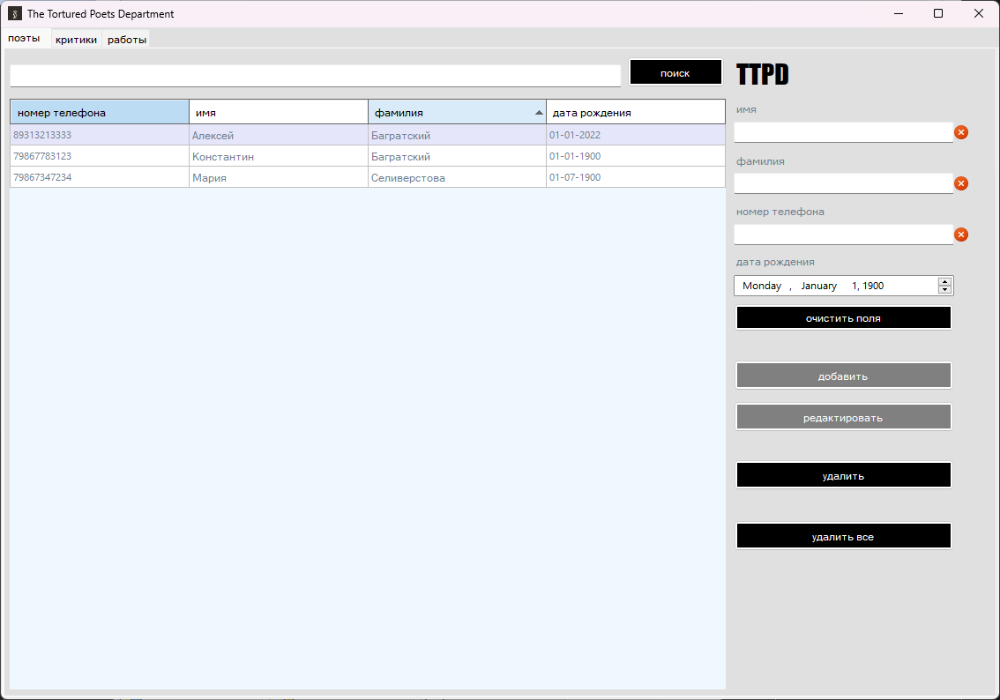 The Tortured Poets Department
поэты критики работы
поиск
TTPD
номер телефона имя фамилия дата рождения
89313213333 Алексей Багратский 01-01-2022
79867783123 Константин Багратский 01-01-1900
79867347234 Мария Селиверстова 01-07-1900
имя
фамилия
номер телефона
дата рождения
Monday , January 1, 1900
очистить поля
добавить
редактировать
удалить
удалить все